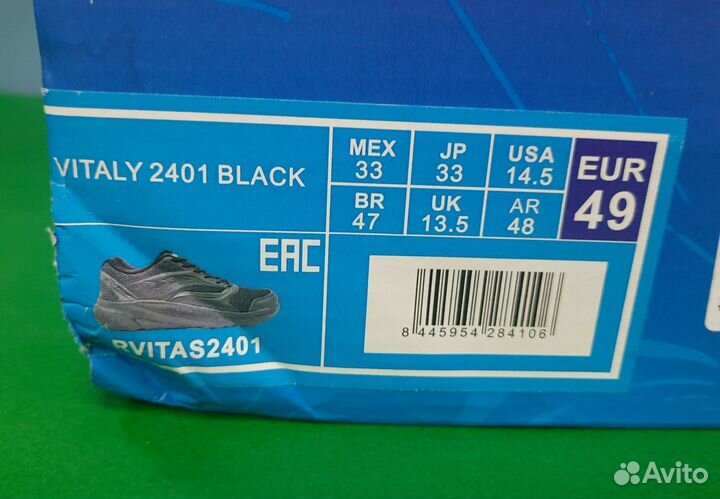 VITALY 2401 BLACK
MEX
33
JP
33
USA
14.5
EUR
49
BR
47
UK
13.5
AR
48
EAC
RVITAS2401
8 445954 284106
Avito